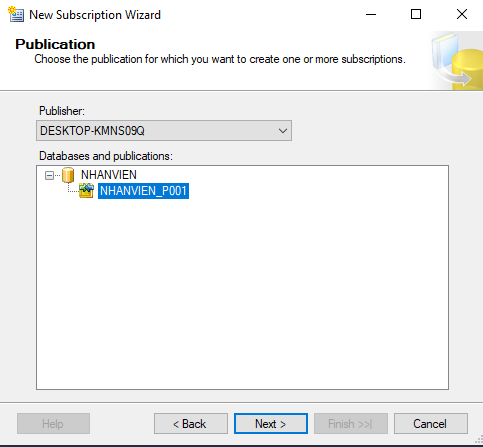 New Subscription Wizard
Publication
Choose the publication for which you want to create one or more subscriptions.
Publisher:
DESKTOP-KMNS09Q
Databases and publications:
NHANVIEN
NHANVIEN_P001
Help
< Back
Next >
Finish >>|
Cancel